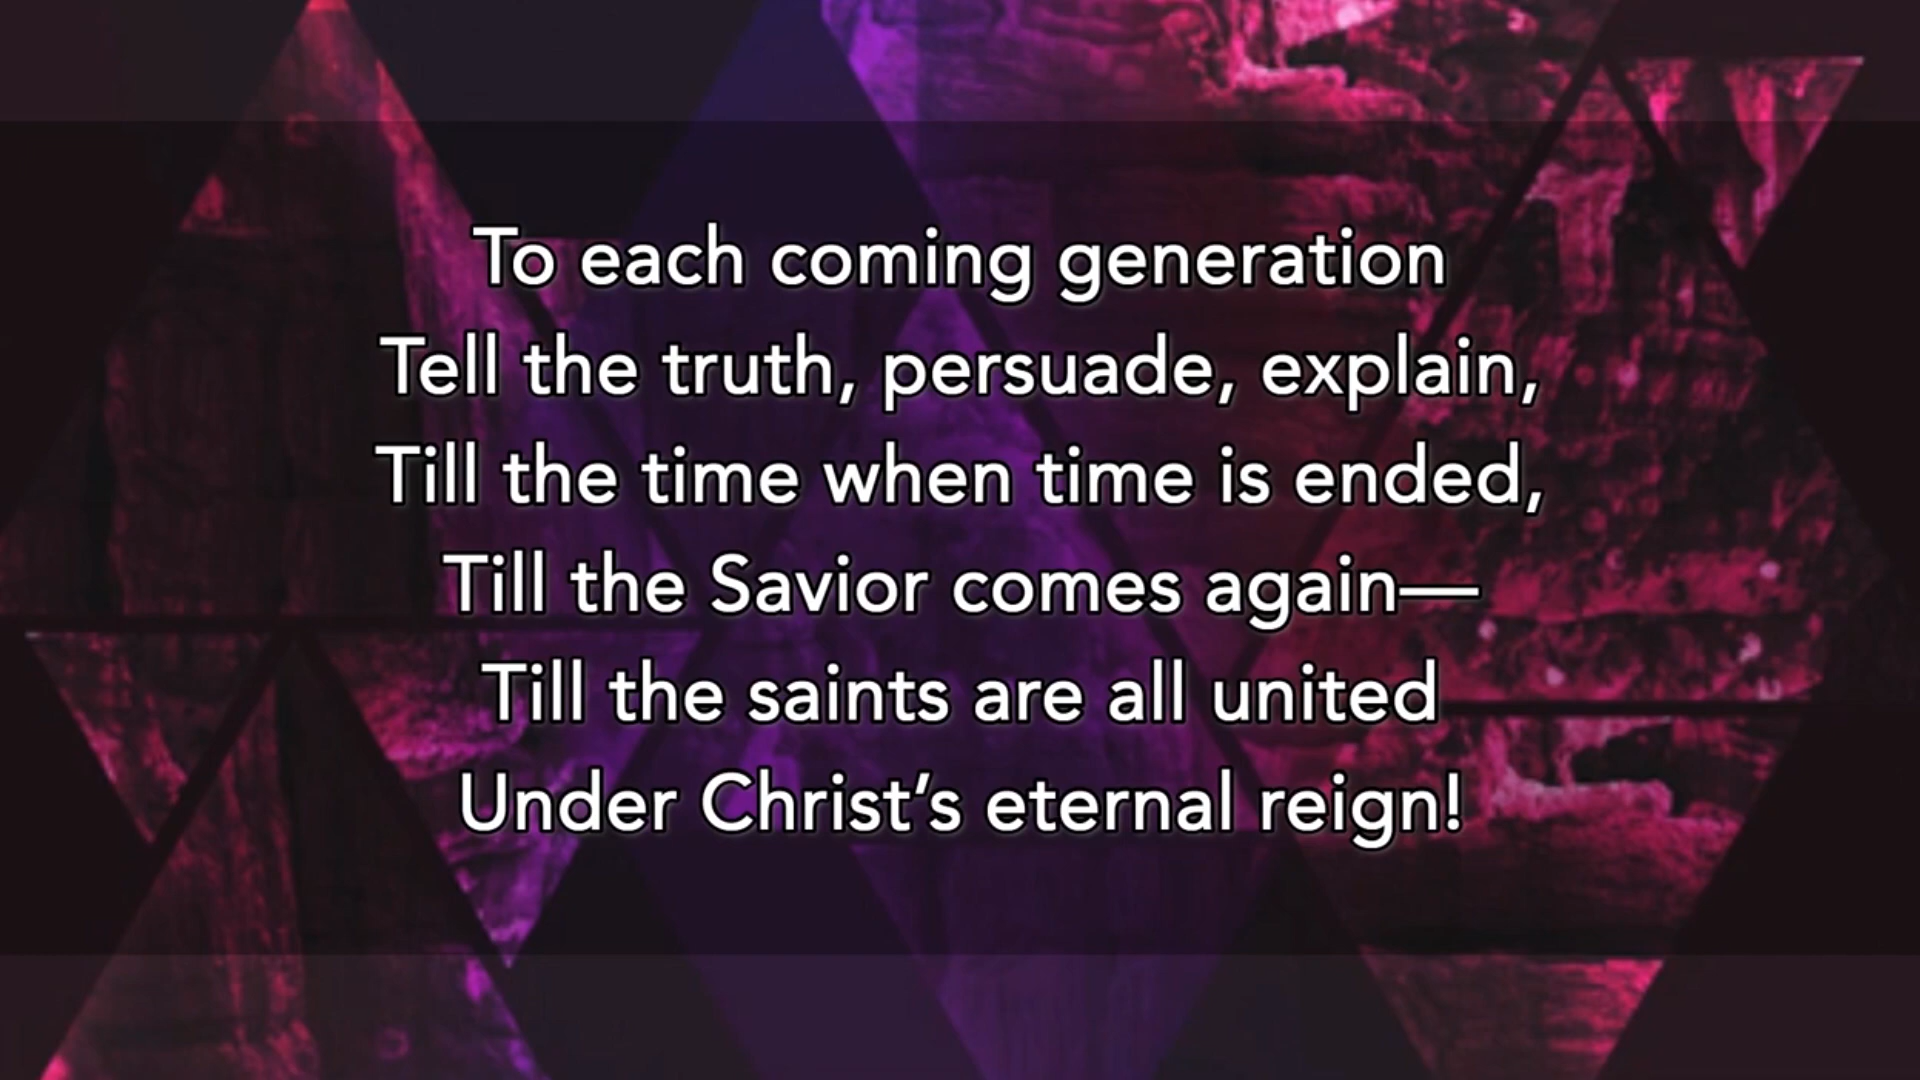 To each coming generation
Tell the truth, persuade, explain,
Till the time when time is ended,
Till the Savior comes again—
Till the saints are all united
Under Christ’s eternal reign!